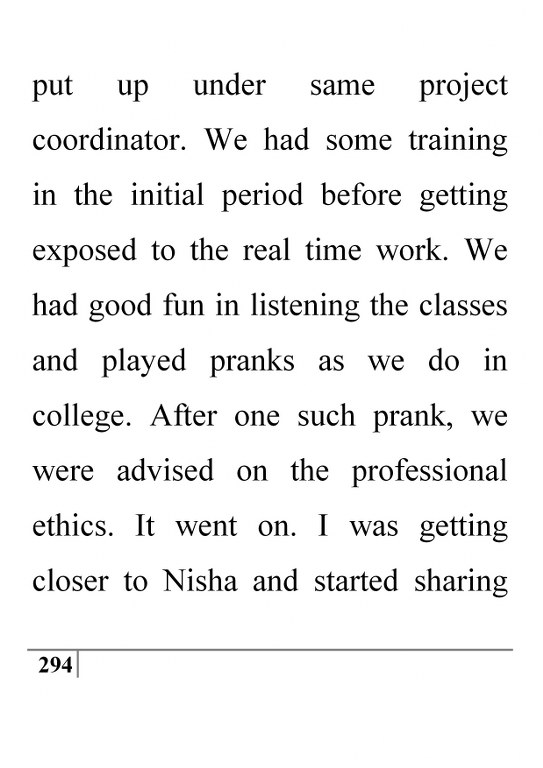 put up under same project
coordinator. We had some training
in the initial period before getting
exposed to the real time work. We
had good fun in listening the classes
and played pranks as we do in
college. After one such prank, we
were advised on the professional
ethics. It went on. I was getting
closer to Nisha and started sharing
294